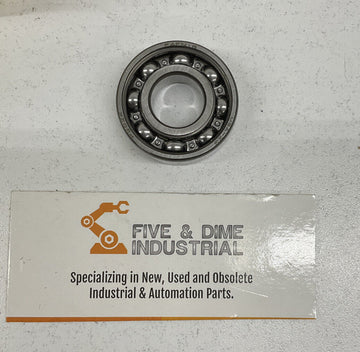 FIVE & DIME
INDUSTRIAL
Specializing in New, Used and Obsolete
Industrial & Automation Parts.